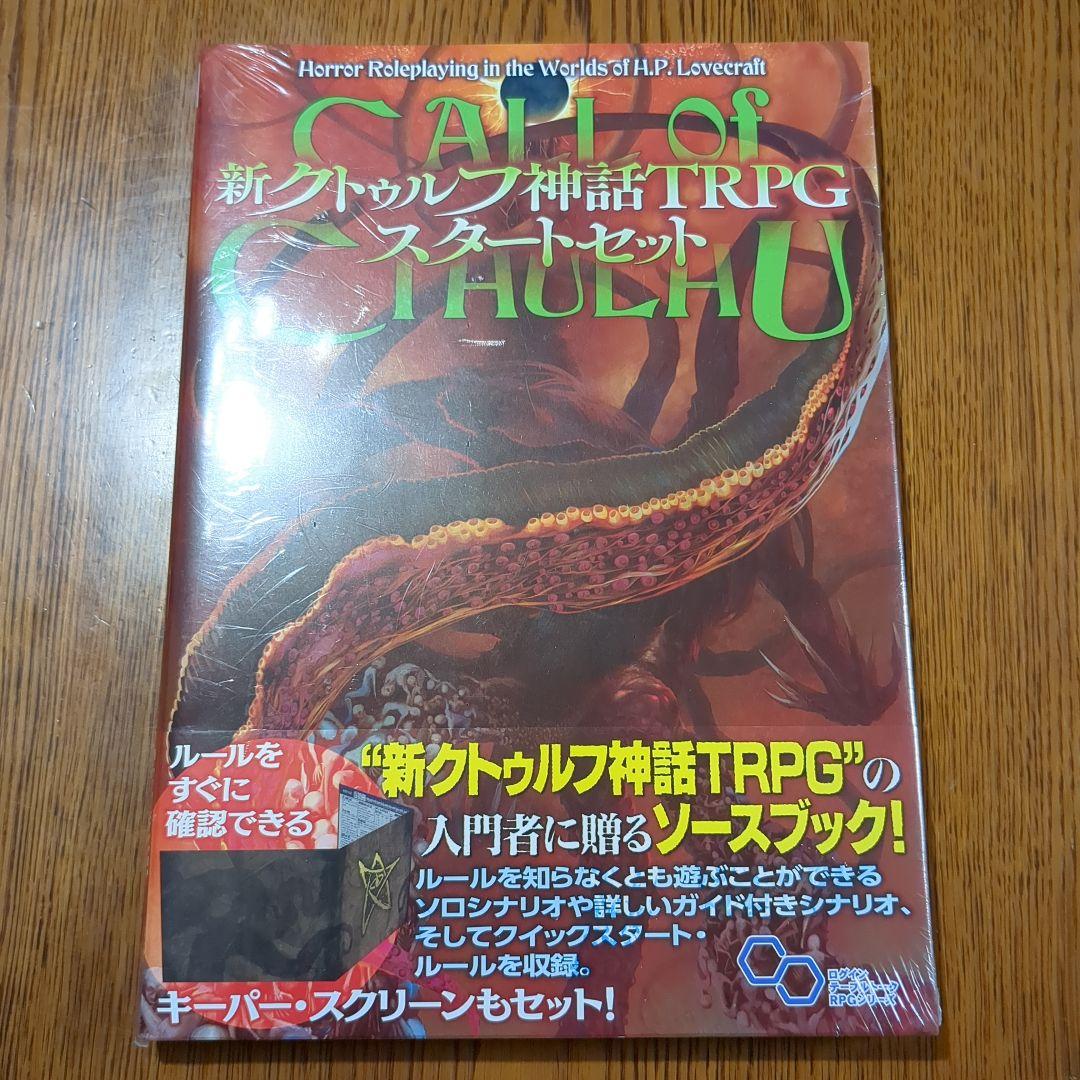 Horror Roleplaying in the Worlds of H.P. Lovecraft
CALL of
新クトゥルフ神話TRPG
スタートセット
CTHULHU
ルールを
すぐに
確認できる
“新クトゥルフ神話TRPG”の
入門者に贈るソースブック!
ルールを知らなくとも遊ぶことができる
ソロシナリオや詳しいガイド付きシナリオ、
そしてクイックスタート・
ルールを収録。
キーパー・スクリーンもセット!
ログイン
テーブルトーク
RPGシリーズ